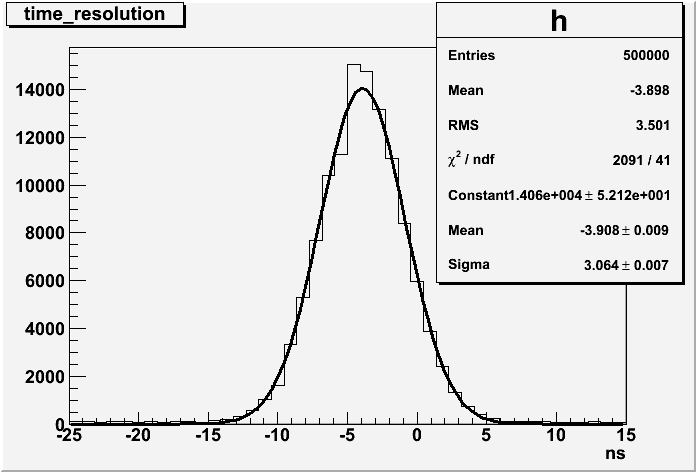 time_resolution
h
Entries 500000
Mean -3.898
RMS 3.501
χ² / ndf 2091 / 41
Constant1.406e+004 ± 5.212e+001
Mean -3.908 ± 0.009
Sigma 3.064 ± 0.007
14000
12000
10000
8000
6000
4000
2000
0
-25 -20 -15 -10 -5 0 5 10 15
ns